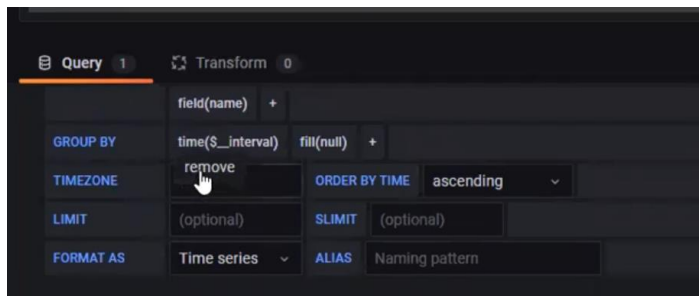 Query 1 Transform 0
field(name) +
GROUP BY time($__interval) fill(null) +
remove
TIMEZONE ORDER BY TIME ascending
LIMIT (optional) SLIMIT (optional)
FORMAT AS Time series ALIAS Naming pattern